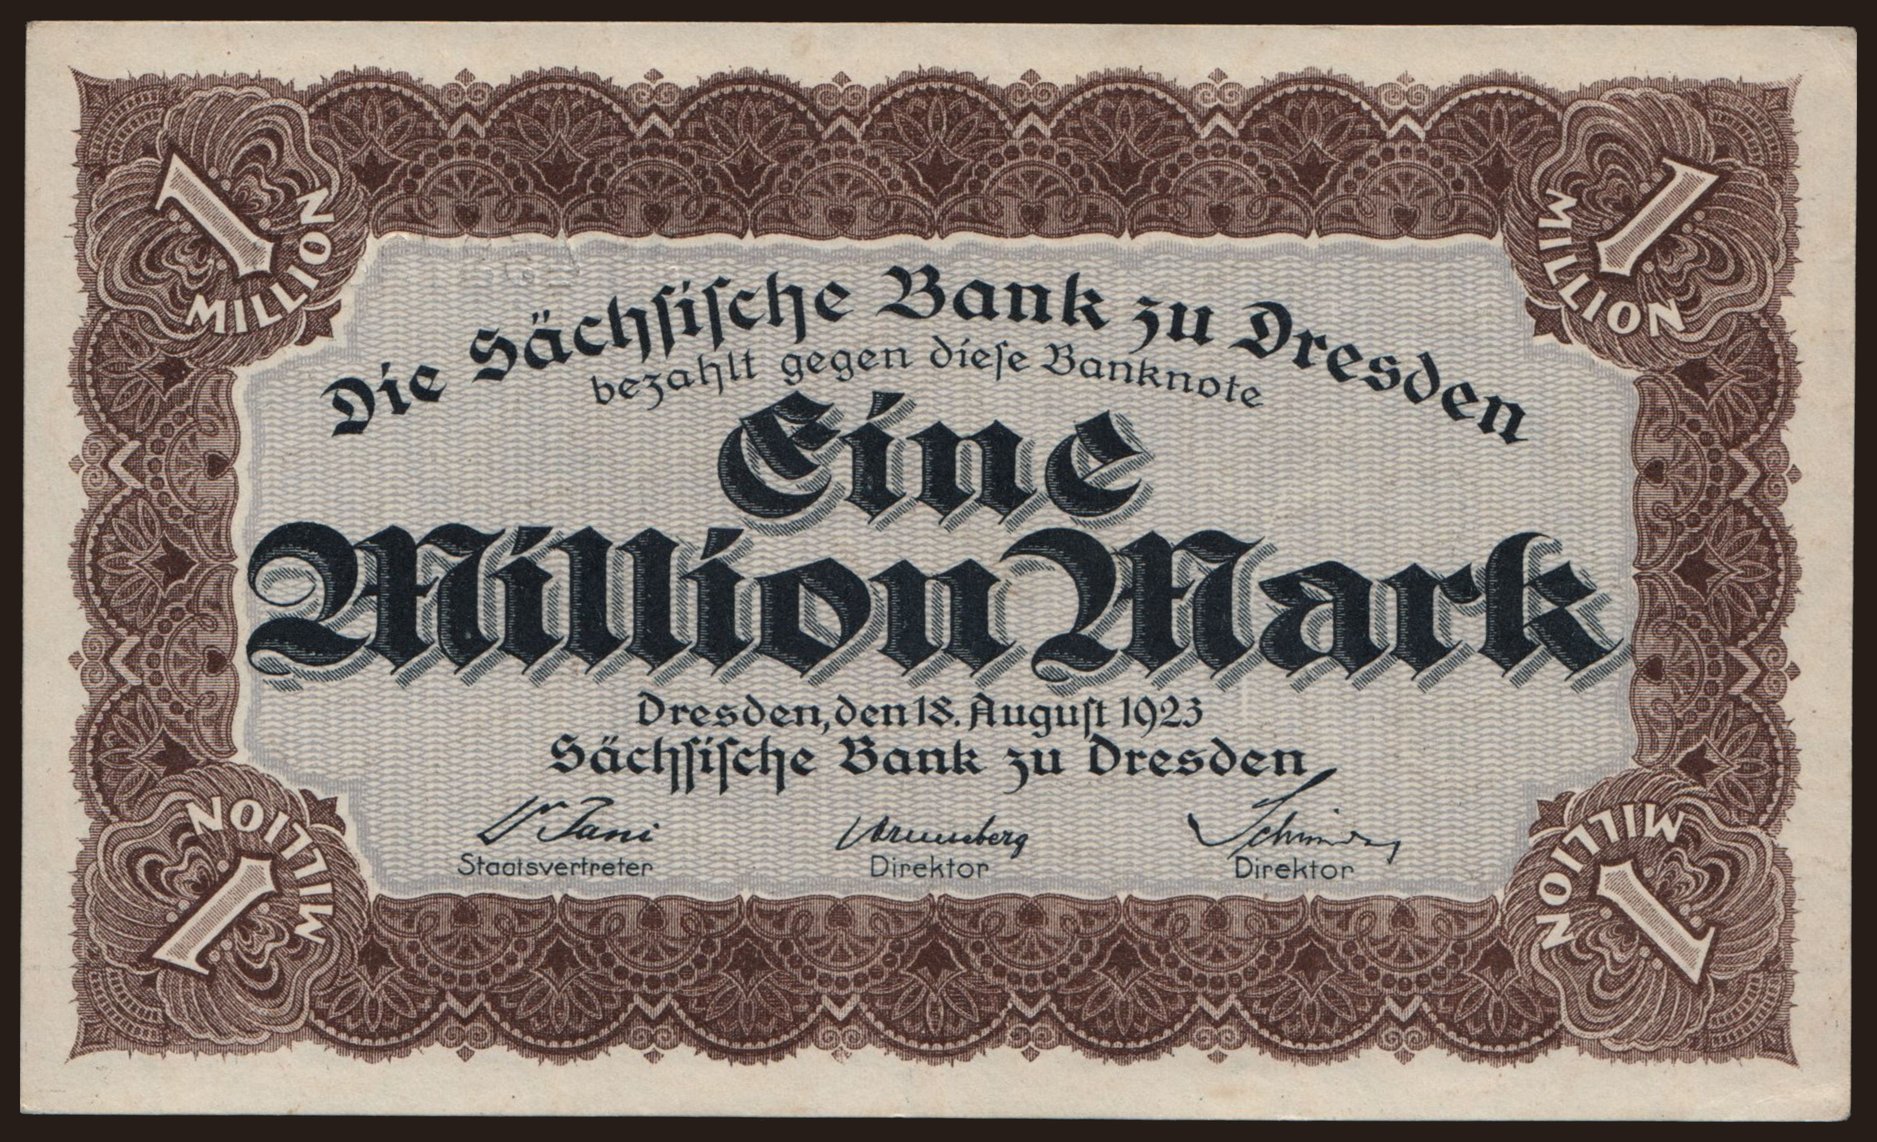 1 MILLION
1 MILLION
Die Sächsische Bank zu Dresden
bezahlt gegen diese Banknote
Eine
Million Mark
Dresden, den 18. August 1923
Sächsische Bank zu Dresden
Staatsvertreter Direktor Direktor
1 MILLION
1 MILLION